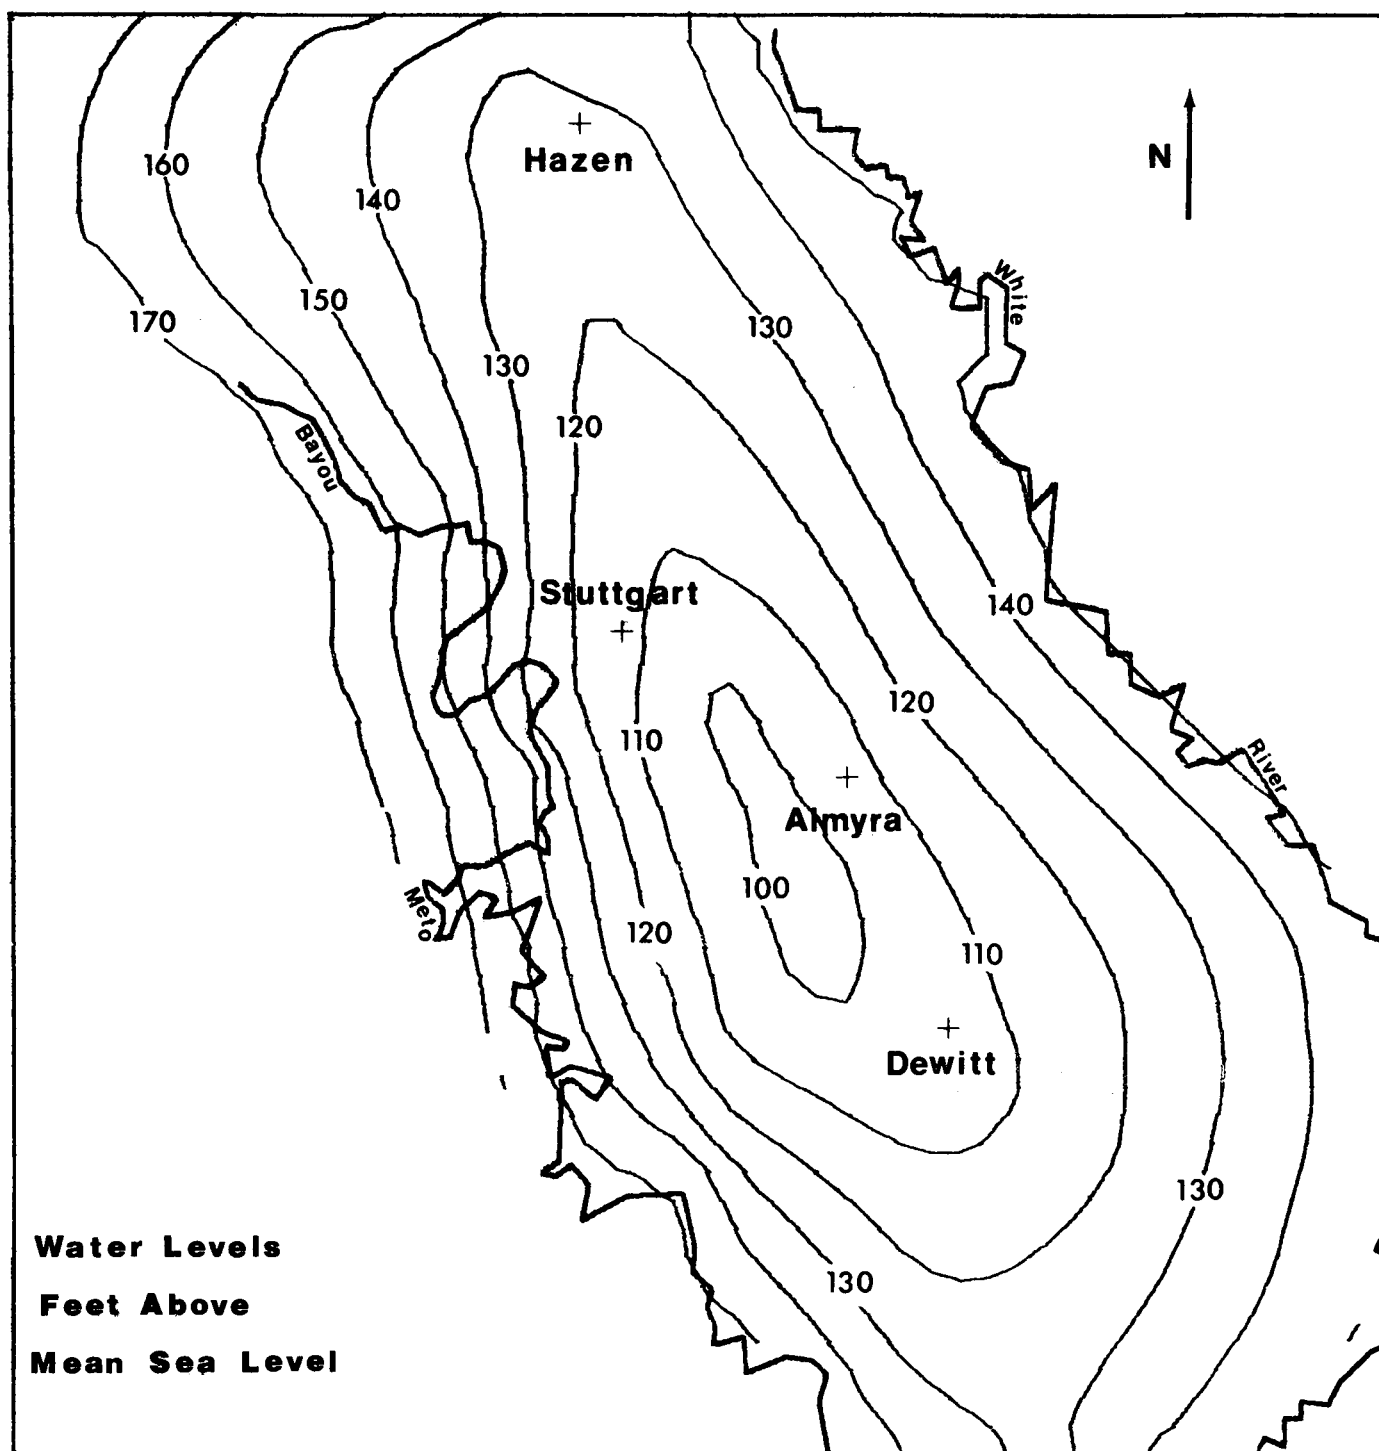 160
Hazen
N
140
White
150
170
130
130
120
Bayou
Stuttgart
140
120
110
River
Almyra
100
Meto
120
110
Dewitt
130
Water Levels
130
Feet Above
Mean Sea Level